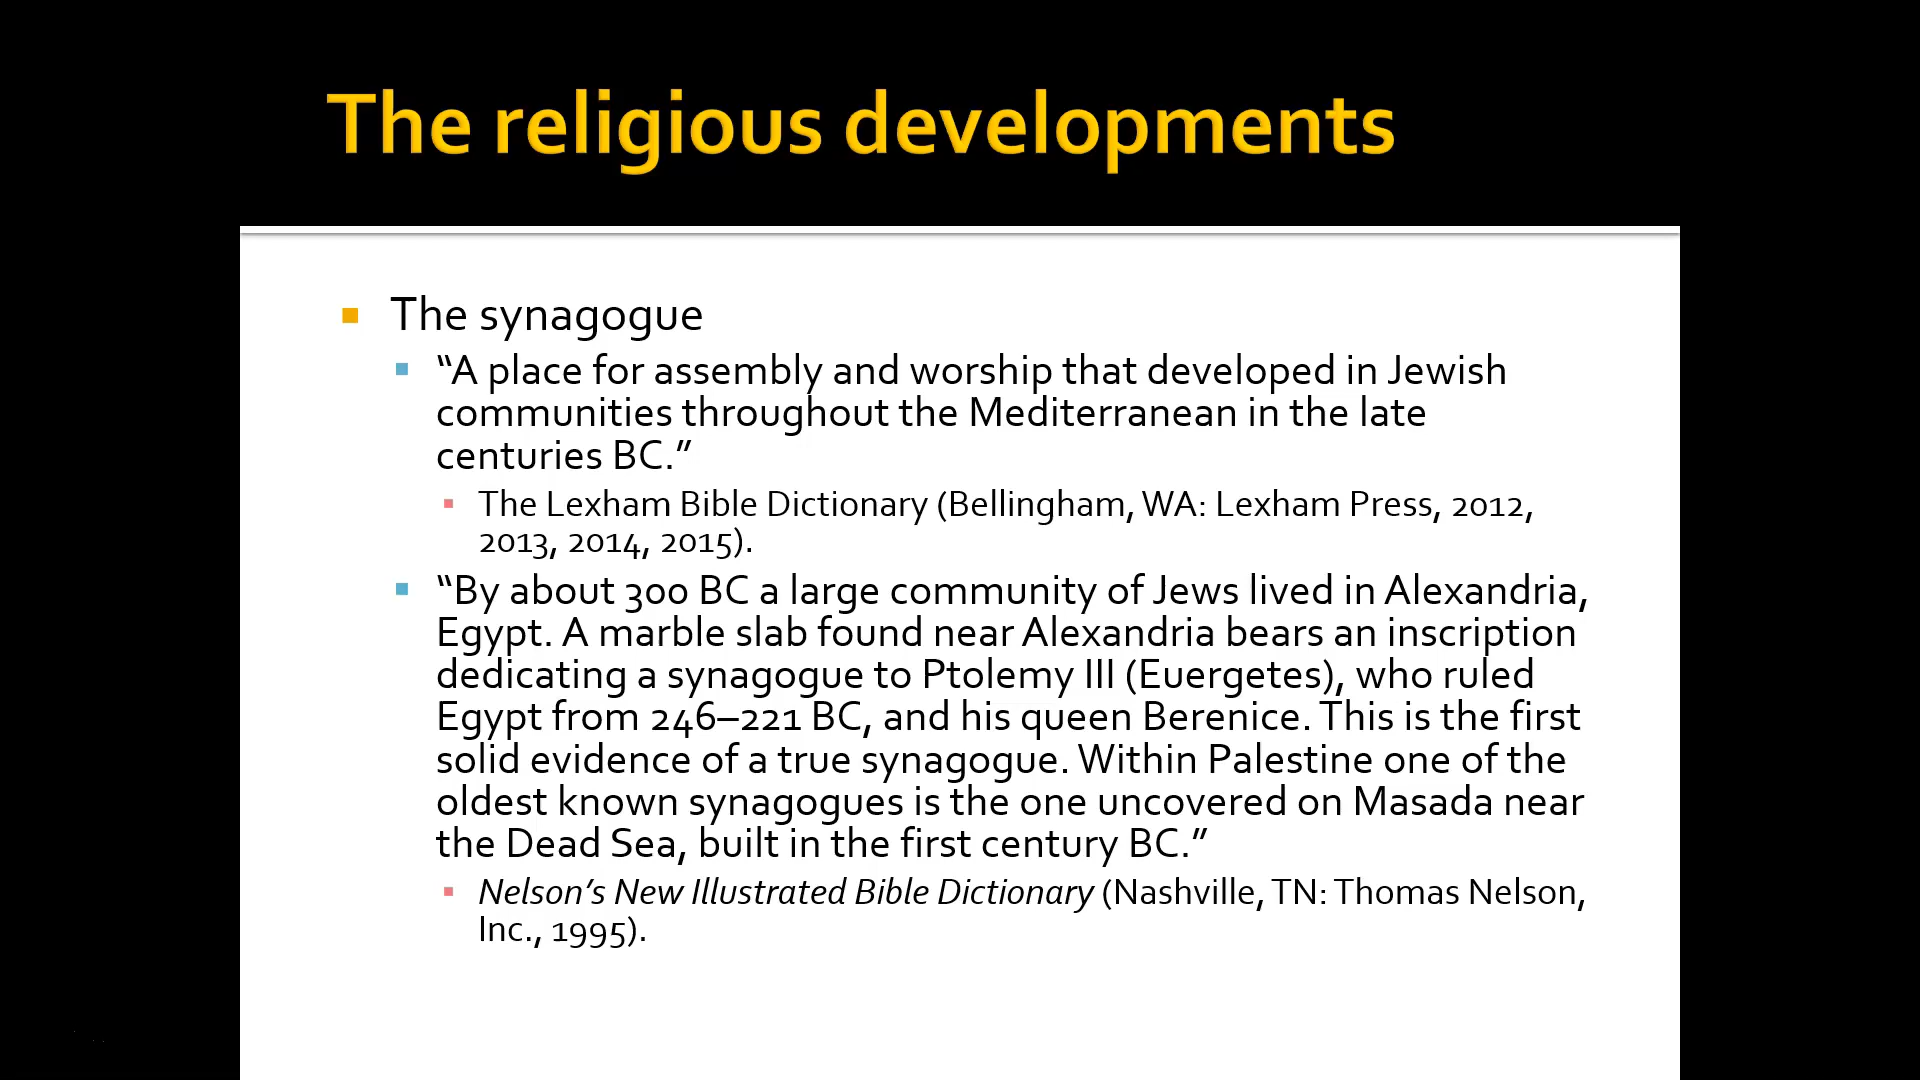 The religious developments
The synagogue
“A place for assembly and worship that developed in Jewish
communities throughout the Mediterranean in the late
centuries BC.”
The Lexham Bible Dictionary (Bellingham, WA: Lexham Press, 2012,
2013, 2014, 2015).
“By about 300 BC a large community of Jews lived in Alexandria,
Egypt. A marble slab found near Alexandria bears an inscription
dedicating a synagogue to Ptolemy III (Euergetes), who ruled
Egypt from 246–221 BC, and his queen Berenice. This is the first
solid evidence of a true synagogue. Within Palestine one of the
oldest known synagogues is the one uncovered on Masada near
the Dead Sea, built in the first century BC.”
Nelson’s New Illustrated Bible Dictionary (Nashville, TN: Thomas Nelson,
Inc., 1995).